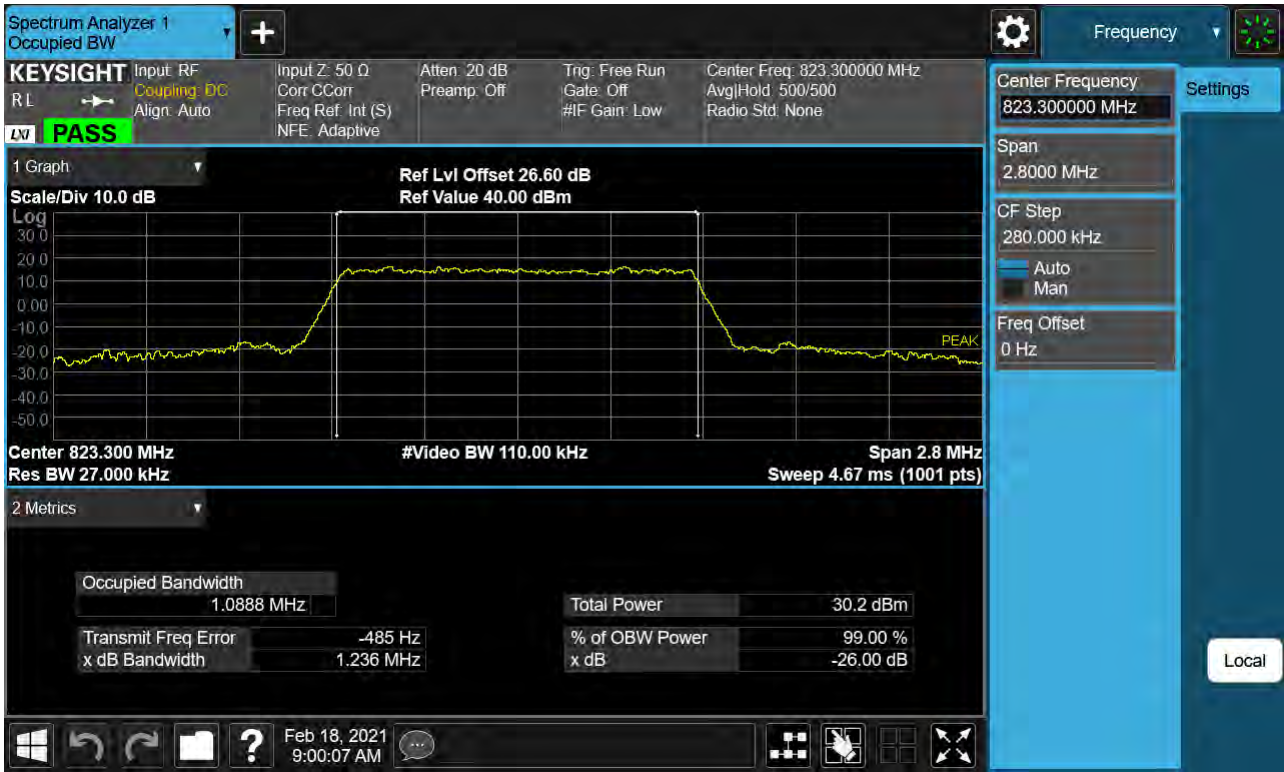 Spectrum Analyzer 1
Occupied BW
Frequency
KEYSIGHT
R L
LXI
PASS
Input: RF
Coupling: DC
Align: Auto
Input Z: 50 Ω
Corr CCorr
Freq Ref: Int (S)
NFE: Adaptive
Atten: 20 dB
Preamp: Off
Trig: Free Run
Gate: Off
#IF Gain: Low
Center Freq: 823.300000 MHz
Avg|Hold: 500/500
Radio Std: None
Center Frequency
823.300000 MHz
Settings
Span
2.8000 MHz
CF Step
280.000 kHz
Auto
Man
Freq Offset
0 Hz
Local
1 Graph
Scale/Div 10.0 dB
Ref Lvl Offset 26.60 dB
Ref Value 40.00 dBm
Log
30.0
20.0
10.0
0.00
-10.0
-20.0
-30.0
-40.0
-50.0
PEAK
Center 823.300 MHz
#Video BW 110.00 kHz
Span 2.8 MHz
Res BW 27.000 kHz
Sweep 4.67 ms (1001 pts)
2 Metrics
Occupied Bandwidth
1.0888 MHz
Total Power 30.2 dBm
Transmit Freq Error -485 Hz
% of OBW Power 99.00 %
x dB Bandwidth 1.236 MHz
x dB -26.00 dB
?
Feb 18, 2021
9:00:07 AM